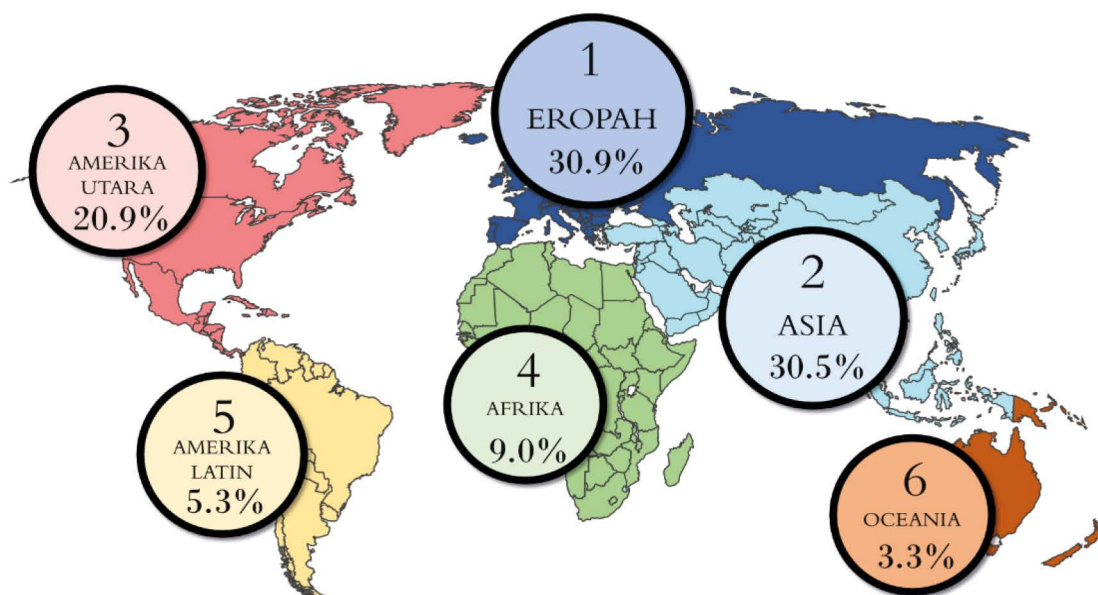 1
EROPAH
30.9%
2
ASIA
30.5%
3
AMERIKA
UTARA
20.9%
4
AFRIKA
9.0%
5
AMERIKA
LATIN
5.3%
6
OCEANIA
3.3%